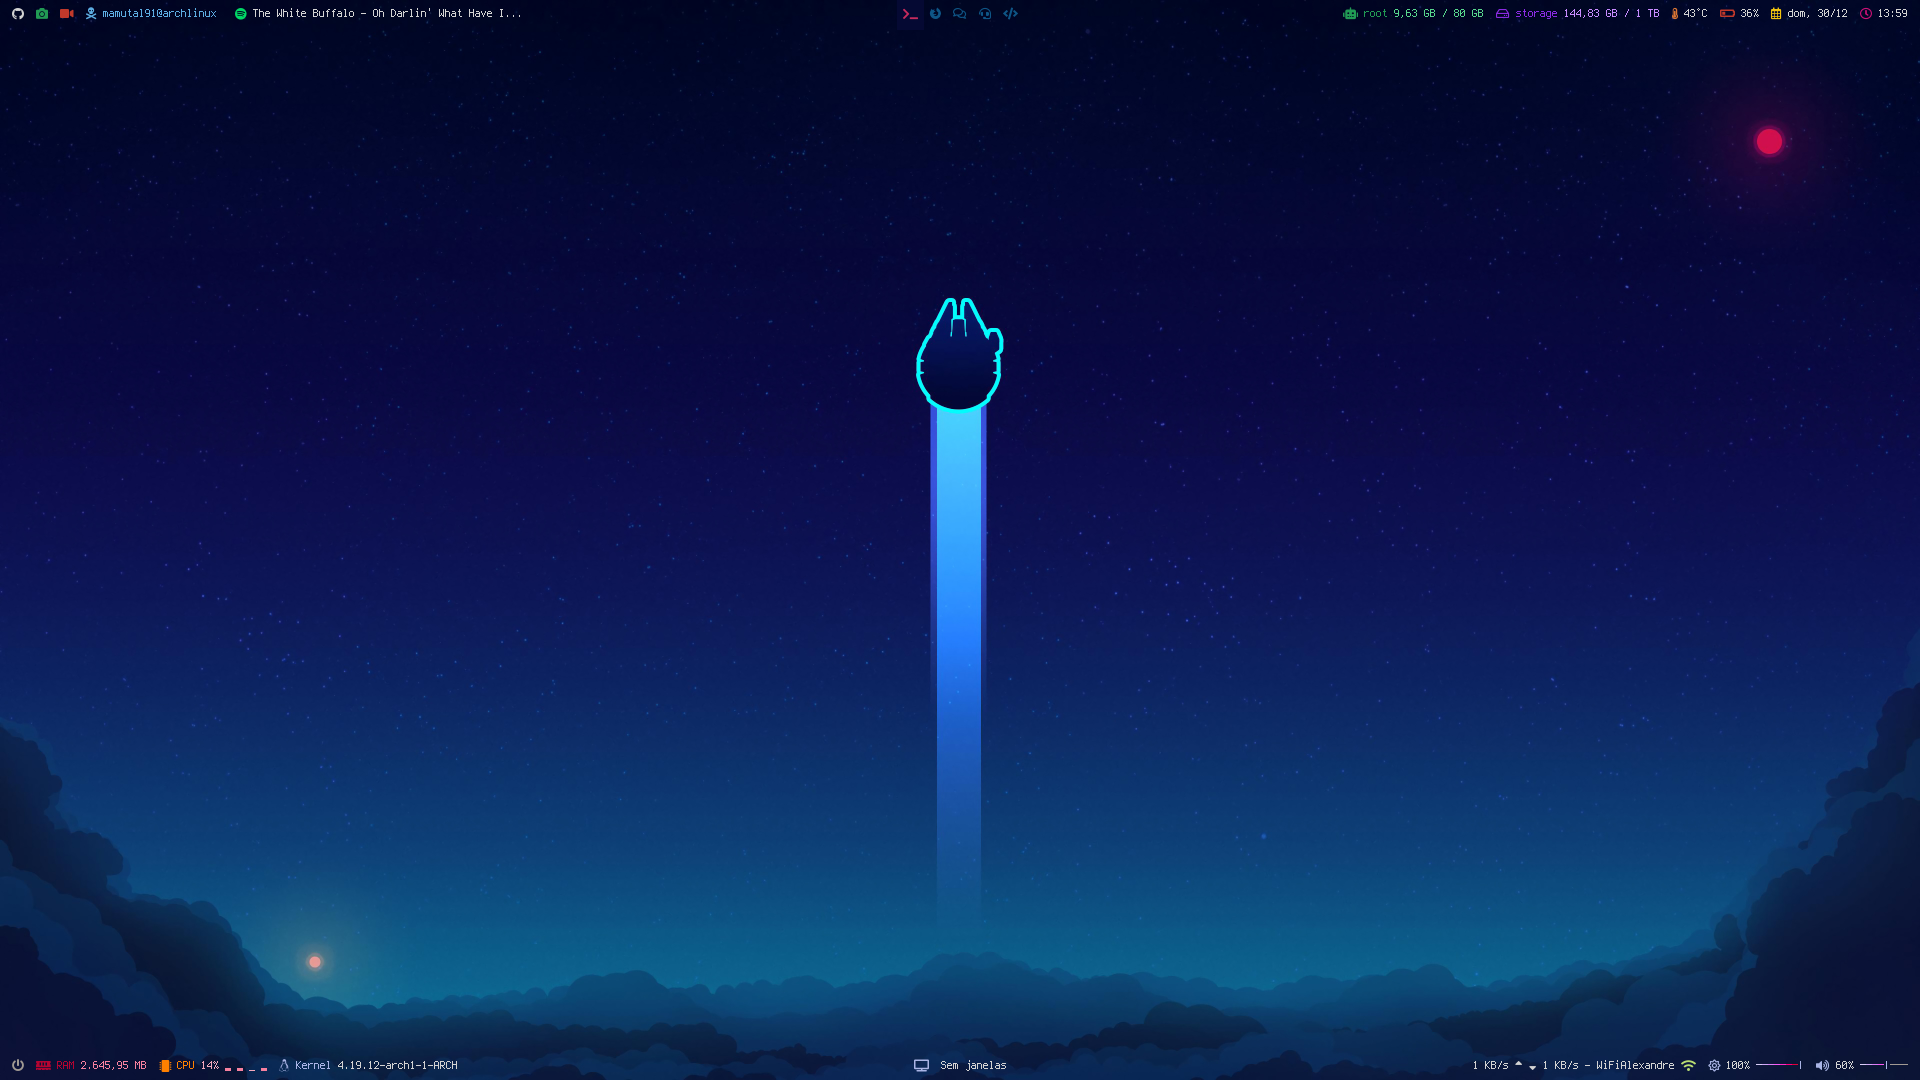 mamutal91@archlinux The White Buffalo - Oh Darlin' What Have I... root 9,63 GB / 80 GB storage 144,83 GB / 1 TB 43°C 36% dom, 30/12 13:59
RAM 2.645,95 MB CPU 14% Kernel 4.19.12-arch1-1-ARCH Sem janelas 1 KB/s 1 KB/s - WiFiAlexandre 100% 60%